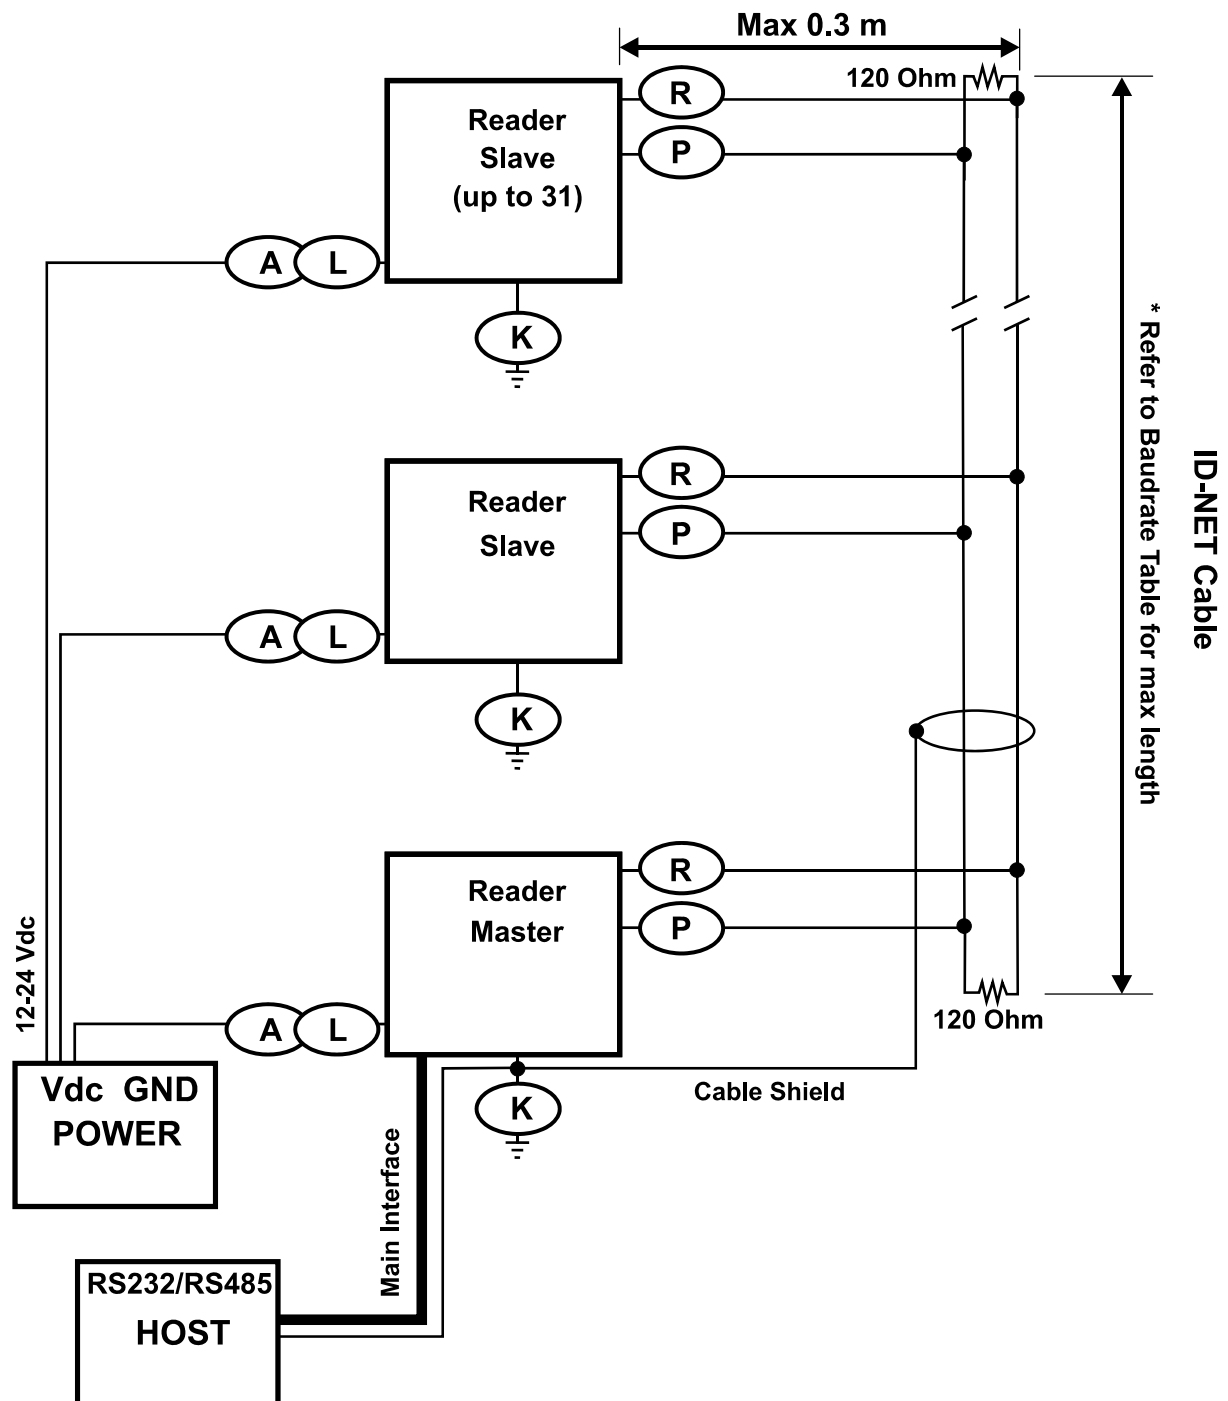 Max 0.3 m
120 Ohm
R
P
Reader
Slave
(up to 31)
A
L
K
* Refer to Baudrate Table for max length
ID-NET Cable
R
P
Reader
Slave
A
L
K
R
P
Reader
Master
A
L
K
120 Ohm
12-24 Vdc
Vdc GND
POWER
Cable Shield
Main Interface
RS232/RS485
HOST